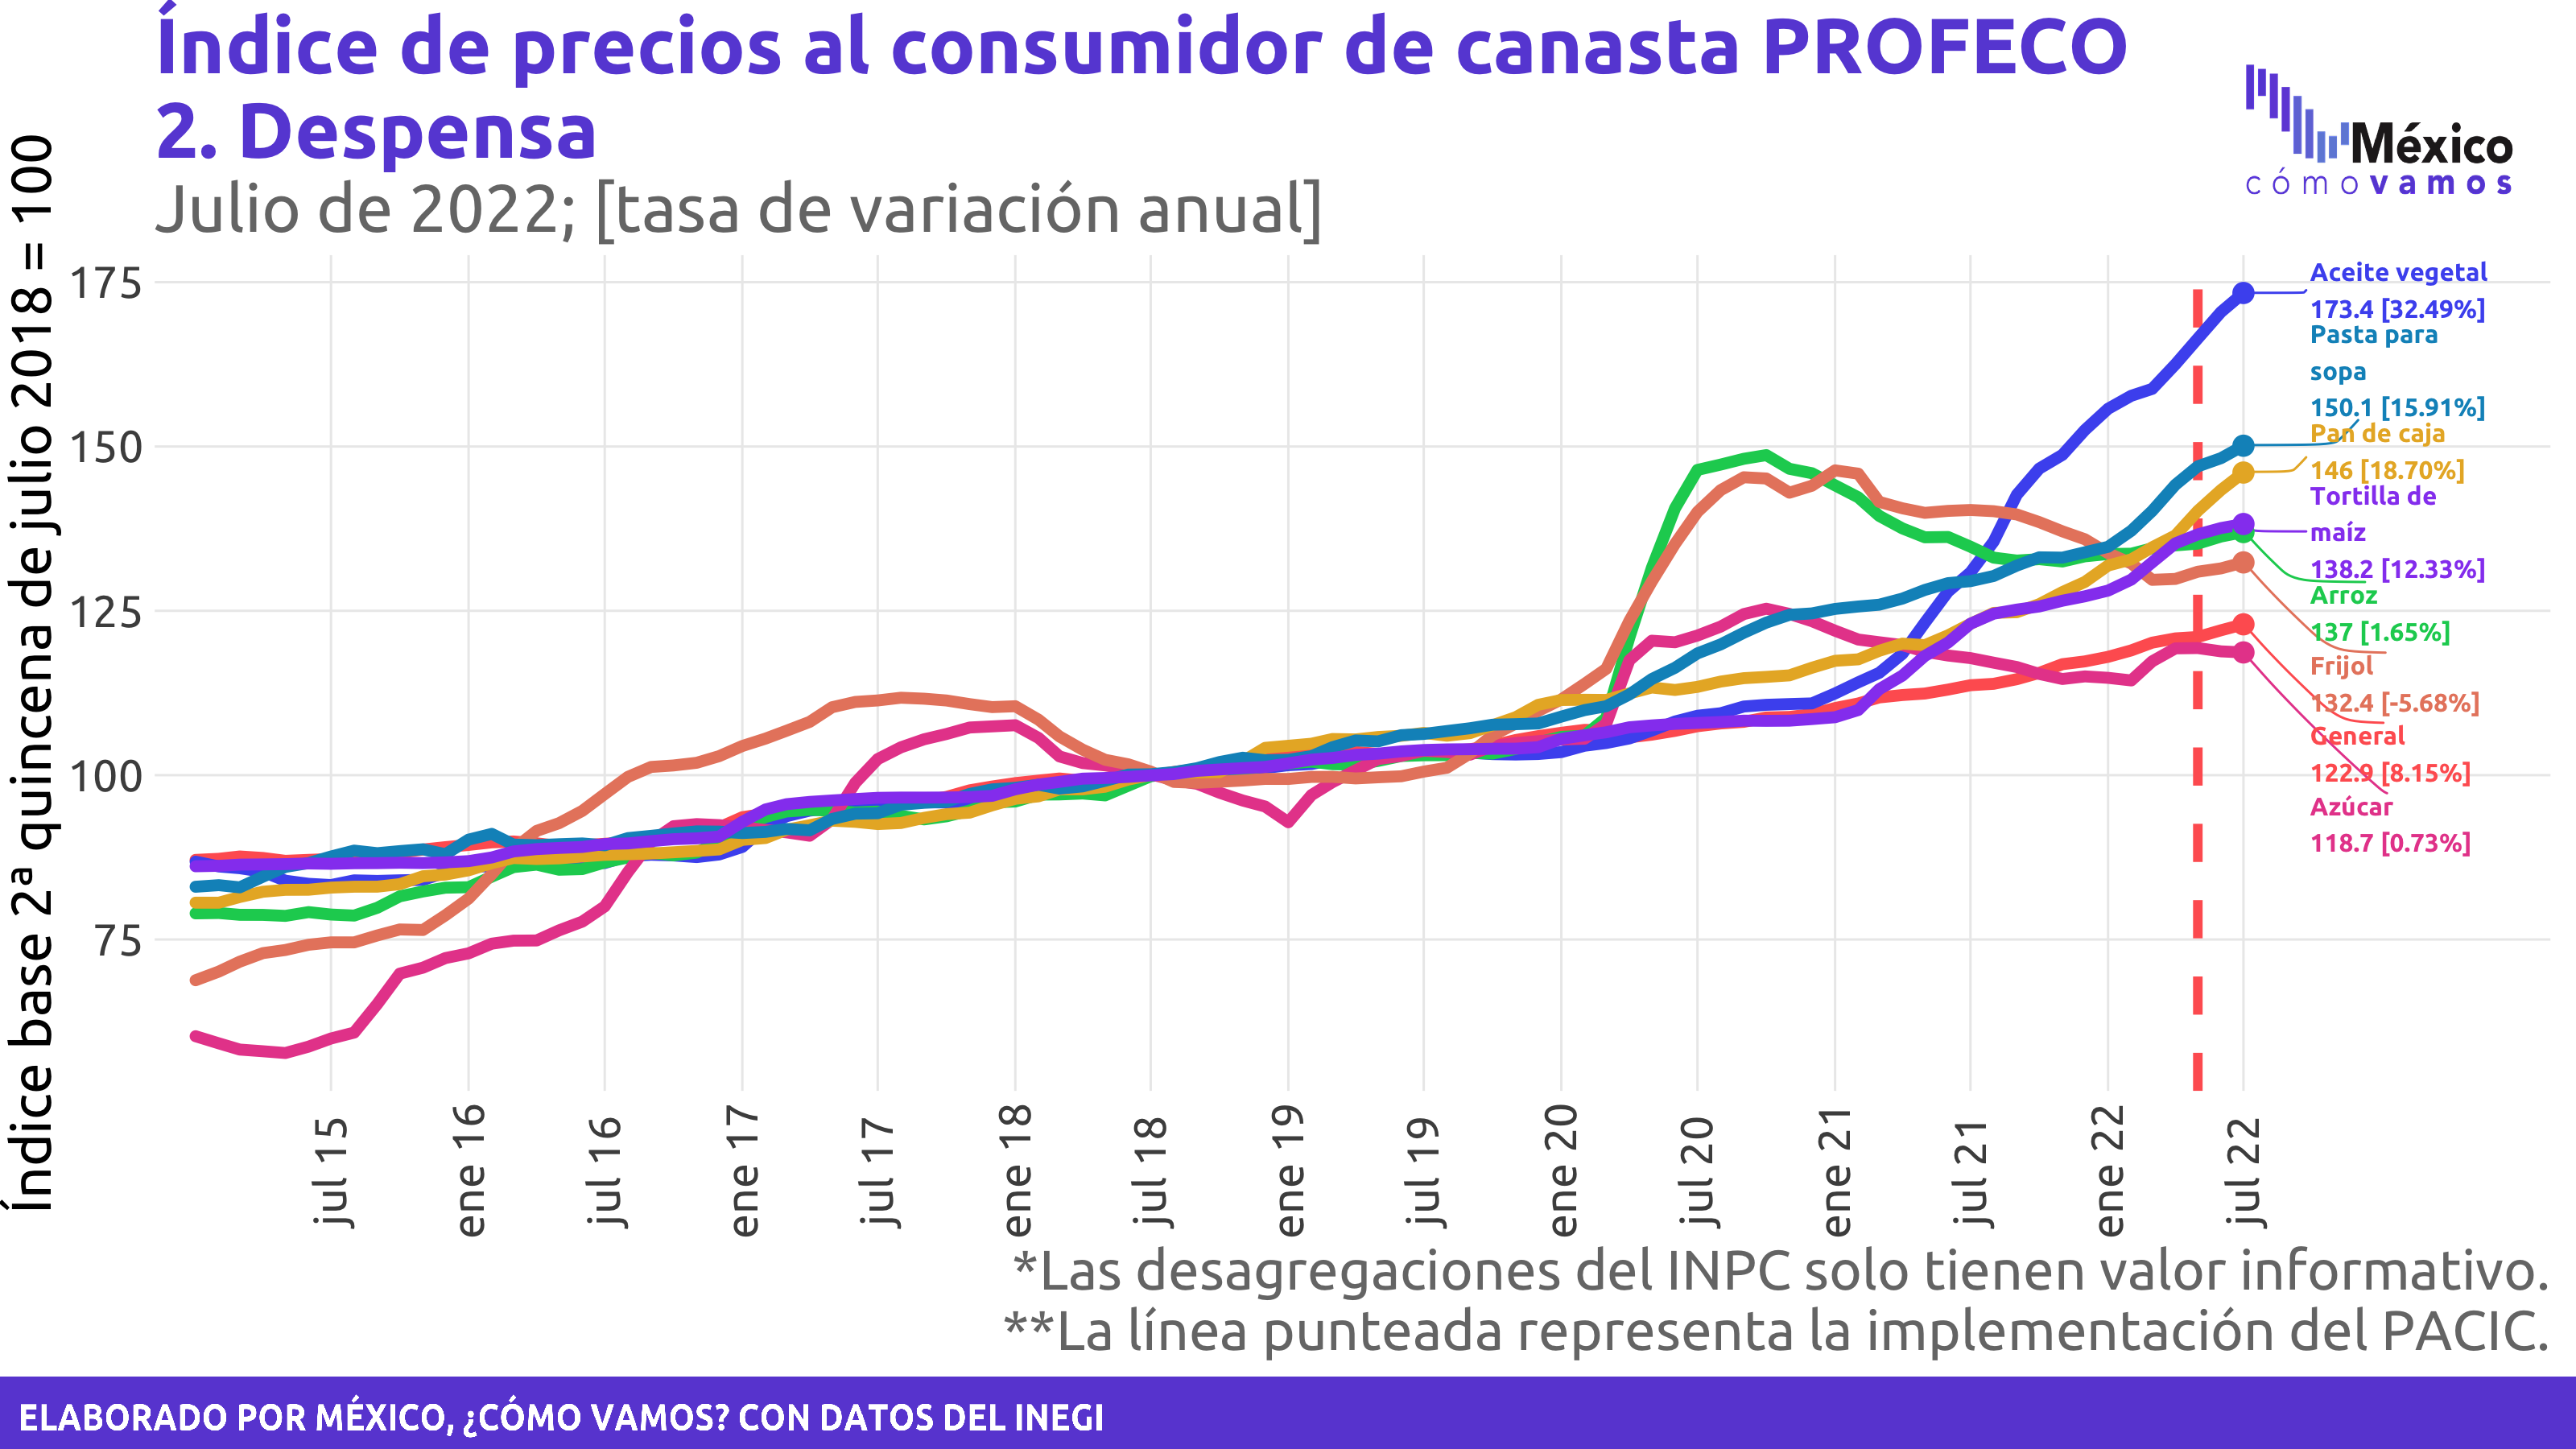 Índice de precios al consumidor de canasta PROFECO
2. Despensa
Julio de 2022; [tasa de variación anual]
México
cómo vamos
Índice base 2ª quincena de julio 2018 = 100
175
150
125
100
75
Aceite vegetal
173.4 [32.49%]
Pasta para
sopa
150.1 [15.91%]
Pan de caja
146 [18.70%]
Tortilla de
maíz
138.2 [12.33%]
Arroz
137 [1.65%]
Frijol
132.4 [-5.68%]
General
122.9 [8.15%]
Azúcar
118.7 [0.73%]
jul 15
ene 16
jul 16
ene 17
jul 17
ene 18
jul 18
ene 19
jul 19
ene 20
jul 20
ene 21
jul 21
ene 22
jul 22
*Las desagregaciones del INPC solo tienen valor informativo.
**La línea punteada representa la implementación del PACIC.
ELABORADO POR MÉXICO, ¿CÓMO VAMOS? CON DATOS DEL INEGI